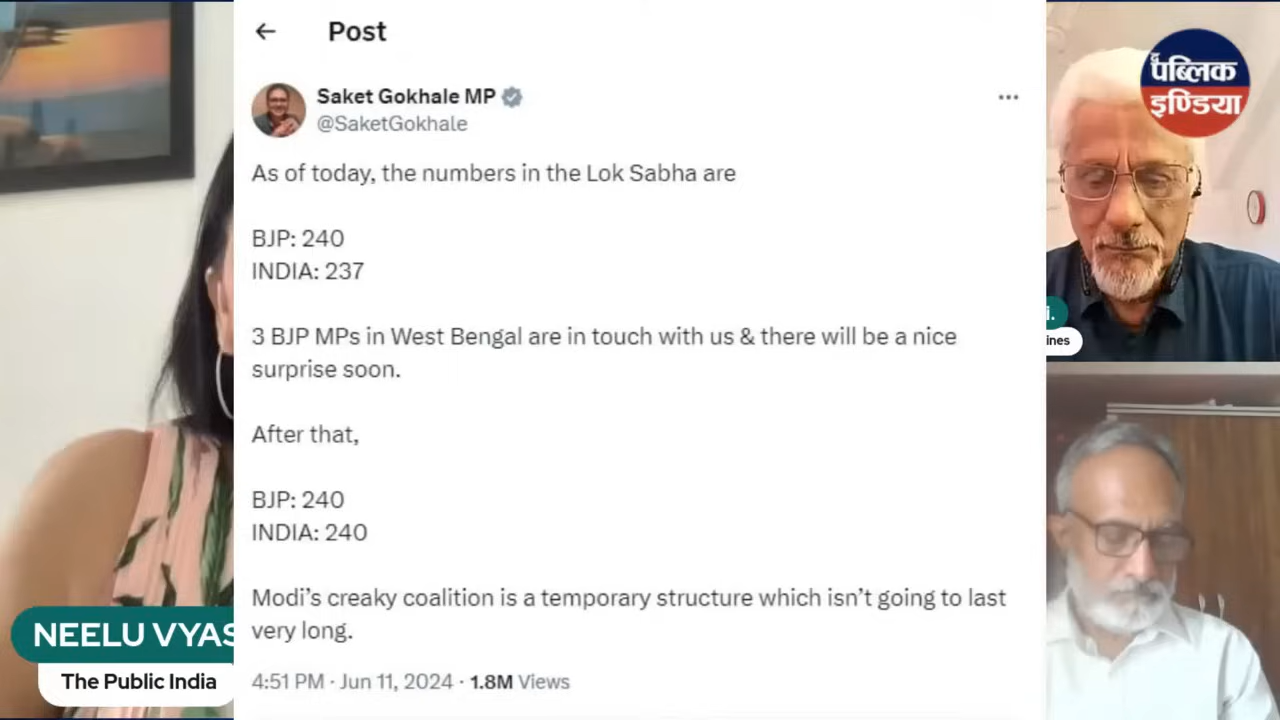 Post
Saket Gokhale MP
@SaketGokhale
As of today, the numbers in the Lok Sabha are
BJP: 240
INDIA: 237
3 BJP MPs in West Bengal are in touch with us & there will be a nice
surprise soon.
After that,
BJP: 240
INDIA: 240
Modi's creaky coalition is a temporary structure which isn't going to last
very long.
4:51 PM · Jun 11, 2024 · 1.8M Views
NEELU VYAS
The Public India
द
पब्लिक
इण्डिया